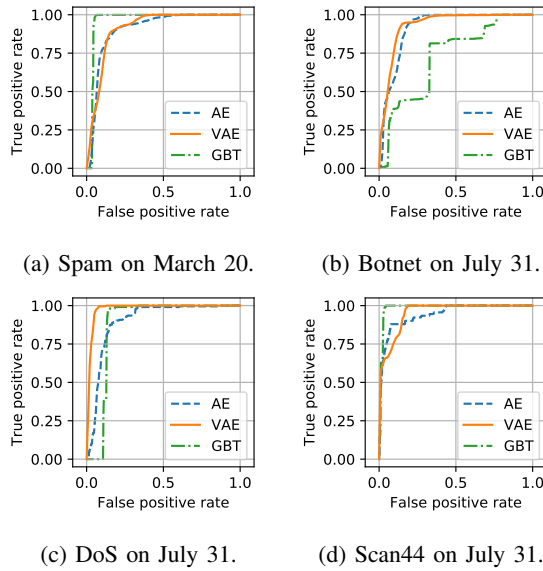 True positive rate
1.00
0.75
0.50
0.25
0.00
AE
VAE
GBT
0.0 0.5 1.0
False positive rate
(a) Spam on March 20.
True positive rate
1.00
0.75
0.50
0.25
0.00
AE
VAE
GBT
0.0 0.5 1.0
False positive rate
(b) Botnet on July 31.
True positive rate
1.00
0.75
0.50
0.25
0.00
AE
VAE
GBT
0.0 0.5 1.0
False positive rate
(c) DoS on July 31.
True positive rate
1.00
0.75
0.50
0.25
0.00
AE
VAE
GBT
0.0 0.5 1.0
False positive rate
(d) Scan44 on July 31.